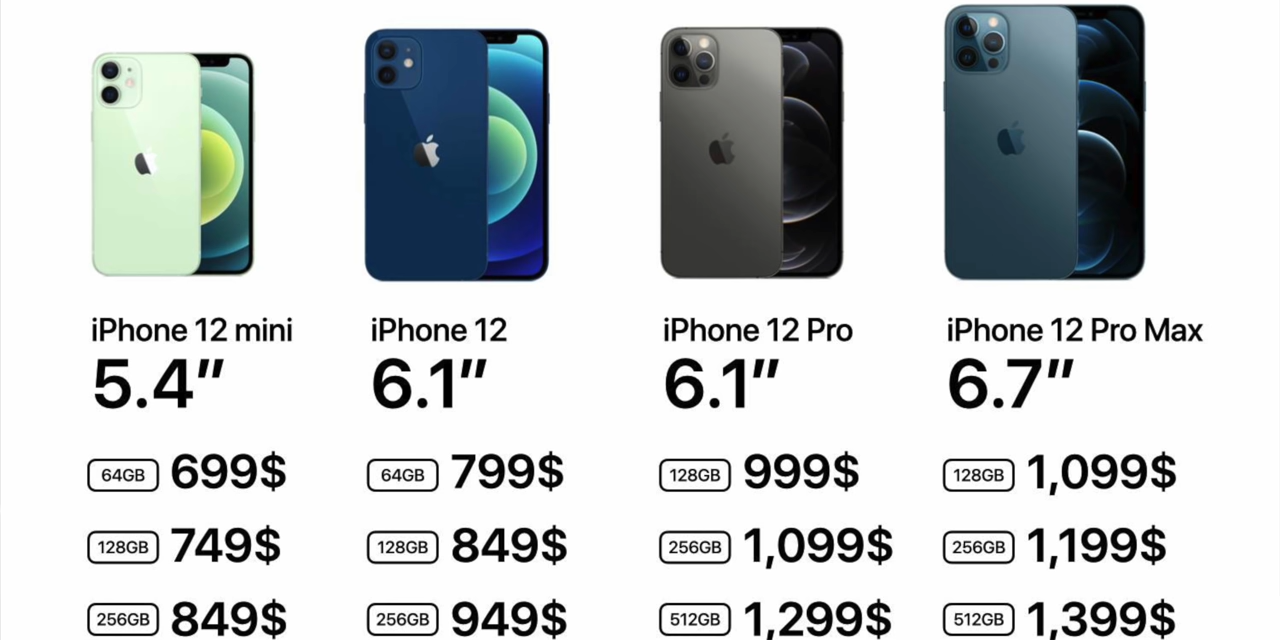 iPhone 12 mini
5.4″
64GB 699$
128GB 749$
256GB 849$
iPhone 12
6.1″
64GB 799$
128GB 849$
256GB 949$
iPhone 12 Pro
6.1″
128GB 999$
256GB 1,099$
512GB 1,299$
iPhone 12 Pro Max
6.7″
128GB 1,099$
256GB 1,199$
512GB 1,399$